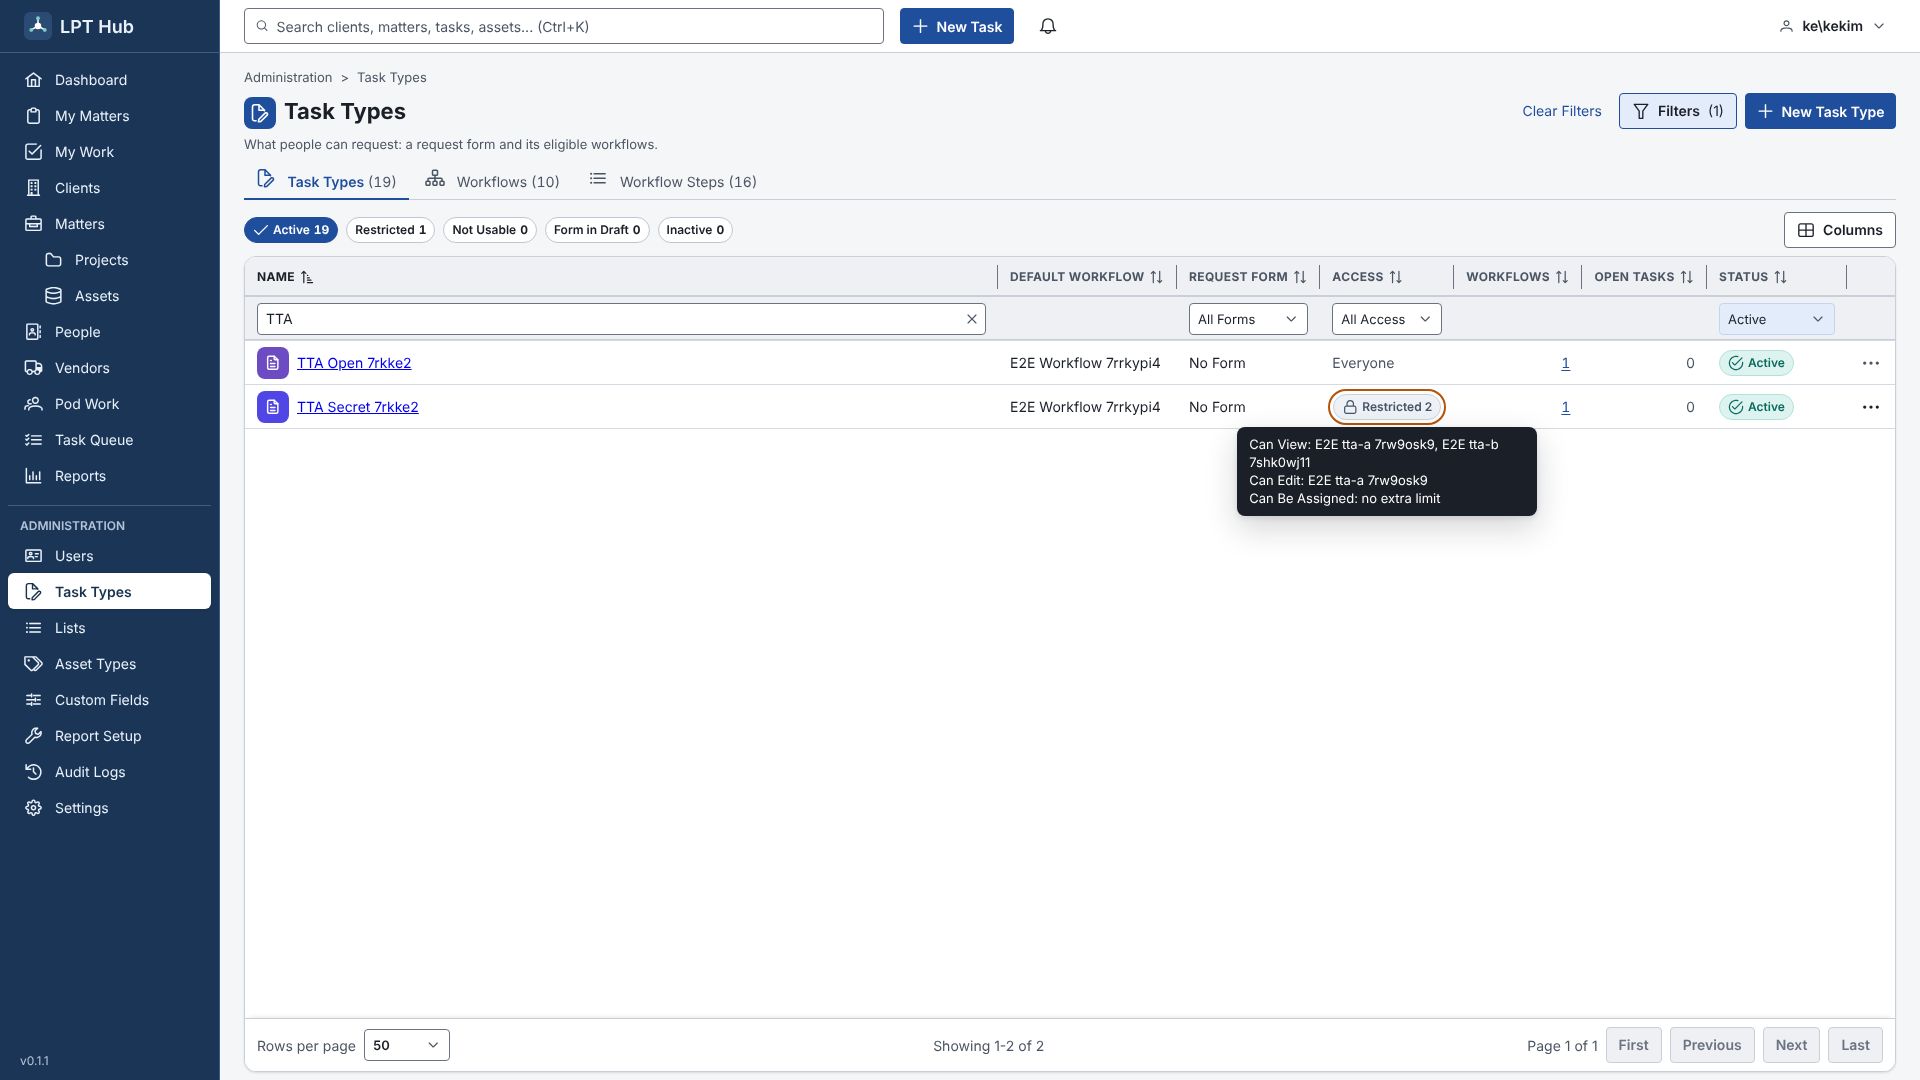 LPT Hub
Search clients, matters, tasks, assets... (Ctrl+K)
New Task
ke\kekim
Dashboard
My Matters
My Work
Clients
Matters
Projects
Assets
People
Vendors
Pod Work
Task Queue
Reports
ADMINISTRATION
Users
Task Types
Lists
Asset Types
Custom Fields
Report Setup
Audit Logs
Settings
v0.1.1
Administration > Task Types
Task Types
Clear Filters
Filters (1)
New Task Type
What people can request: a request form and its eligible workflows.
Task Types (19)
Workflows (10)
Workflow Steps (16)
Active 19
Restricted 1
Not Usable 0
Form in Draft 0
Inactive 0
Columns
NAME
DEFAULT WORKFLOW
REQUEST FORM
ACCESS
WORKFLOWS
OPEN TASKS
STATUS
TTA
All Forms
All Access
Active
TTA Open 7rkke2
E2E Workflow 7rrkypi4
No Form
Everyone
1
0
Active
TTA Secret 7rkke2
E2E Workflow 7rrkypi4
No Form
Restricted 2
1
0
Active
Can View: E2E tta-a 7rw9osk9, E2E tta-b
7shk0wj11
Can Edit: E2E tta-a 7rw9osk9
Can Be Assigned: no extra limit
Rows per page
50
Showing 1-2 of 2
Page 1 of 1
First
Previous
Next
Last